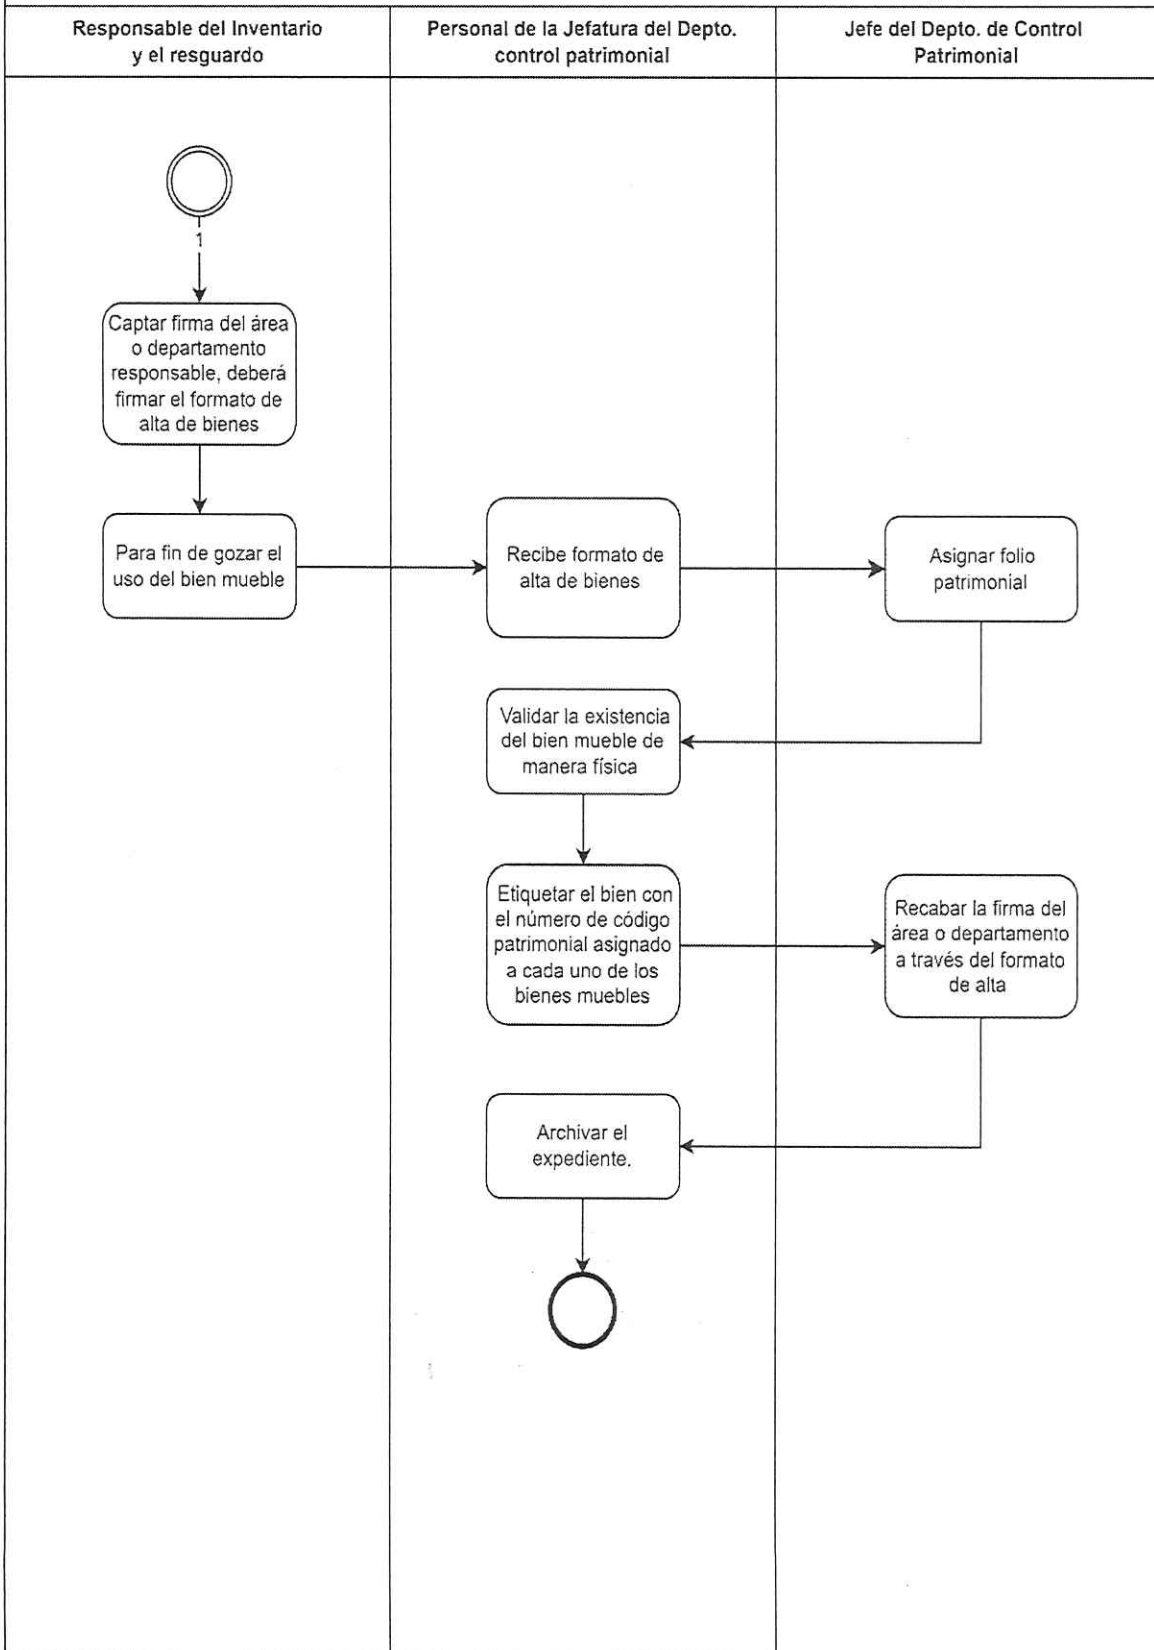 Responsable del Inventario
y el resguardo
Personal de la Jefatura del Depto.
control patrimonial
Jefe del Depto. de Control
Patrimonial
1
Captar firma del área
o departamento
responsable, deberá
firmar el formato de
alta de bienes
Para fin de gozar el
uso del bien mueble
Recibe formato de
alta de bienes
Asignar folio
patrimonial
Validar la existencia
del bien mueble de
manera física
Etiquetar el bien con
el número de código
patrimonial asignado
a cada uno de los
bienes muebles
Recabar la firma del
área o departamento
a través del formato
de alta
Archivar el
expediente.